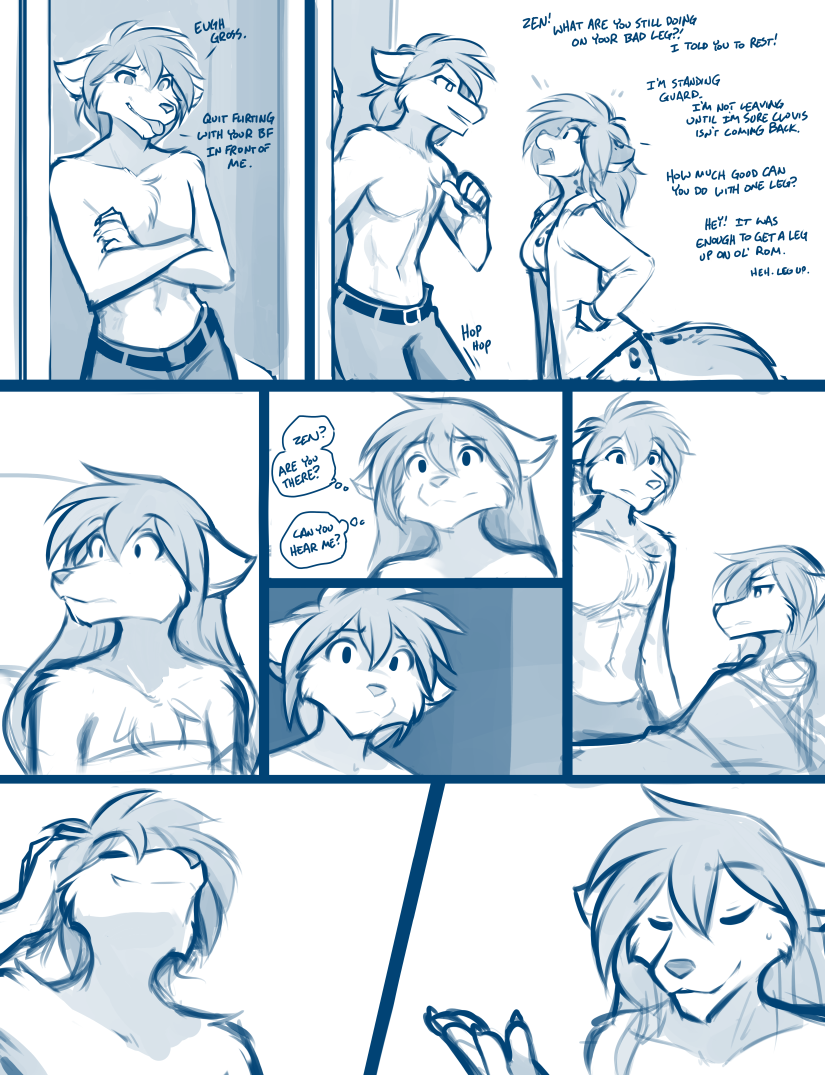 EUGH
GROSS.
QUIT FLIRTING
WITH YOUR BF
IN FRONT OF
ME.
ZEN! WHAT ARE YOU STILL DOING
ON YOUR BAD LEG?!
I TOLD YOU TO REST!
I'M STANDING
GUARD.
I'M NOT LEAVING
UNTIL I'M SURE CLOVIS
ISN'T COMING BACK.
HOW MUCH GOOD CAN
YOU DO WITH ONE LEG?
HEY! IT WAS
ENOUGH TO GET A LEG
UP ON OL' ROM.
HEH. LEG UP.
HOP
HOP
ZEN?
ARE YOU
THERE?
CAN YOU
HEAR ME?